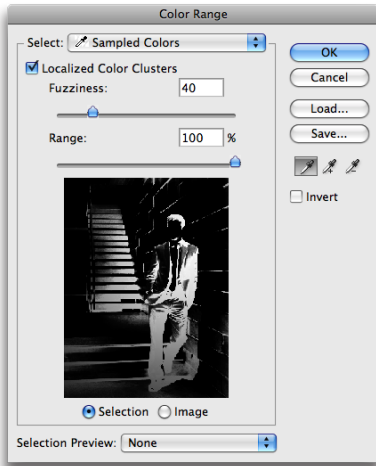 Color Range
Select: Sampled Colors
OK
Localized Color Clusters
Cancel
Fuzziness: 40
Load...
Range: 100 %
Save...
Invert
Selection Image
Selection Preview: None